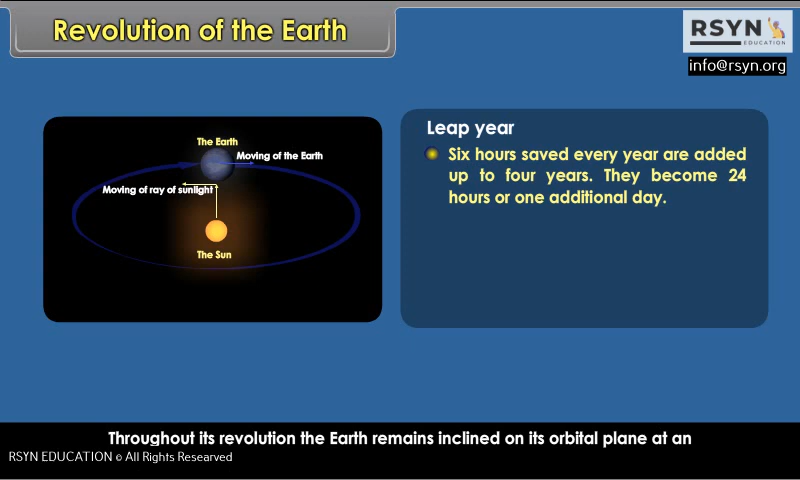 Revolution of the Earth
RSYN
EDUCATION
info@rsyn.org
The Earth
Moving of the Earth
Moving of ray of sunlight
The Sun
Leap year
Six hours saved every year are added
up to four years. They become 24
hours or one additional day.
Throughout its revolution the Earth remains inclined on its orbital plane at an
RSYN EDUCATION © All Rights Researved